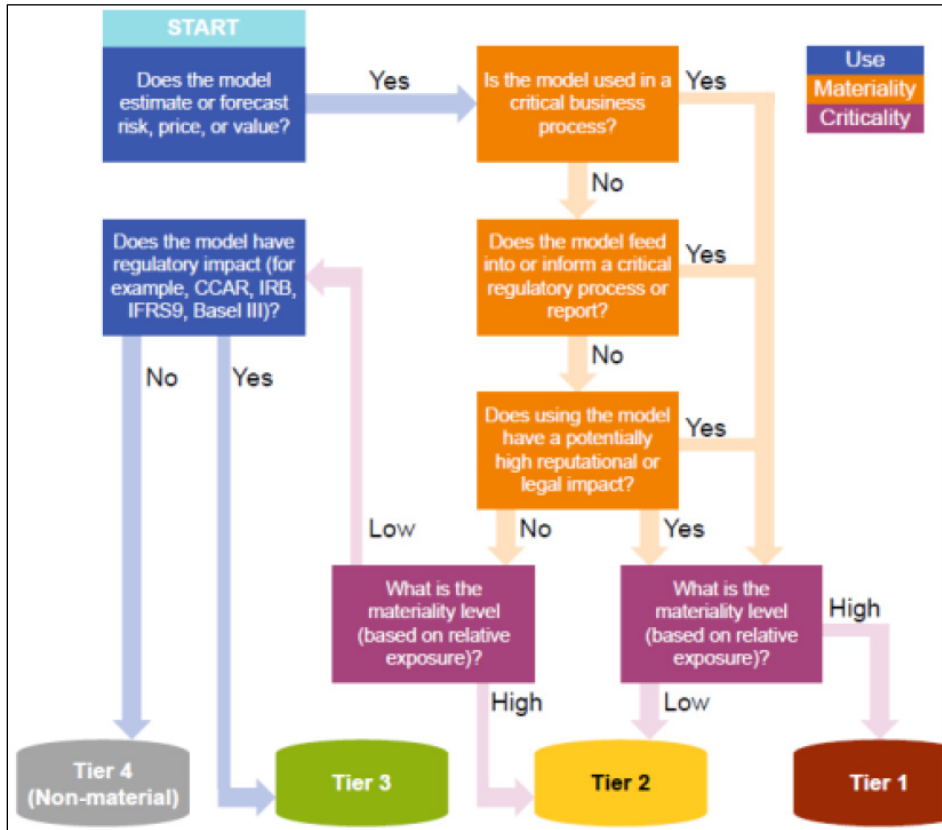 START
Does the model
estimate or forecast
risk, price, or value?
Yes
Is the model used in a
critical business
process?
Yes
Use
Materiality
Criticality
No
Does the model have
regulatory impact (for
example, CCAR, IRB,
IFRS9, Basel III)?
Does the model feed
into or inform a critical
regulatory process or
report?
Yes
No
Yes
No
Does using the model
have a potentially
high reputational or
legal impact?
Yes
Low
No
Yes
What is the
materiality level
(based on relative
exposure)?
What is the
materiality level
(based on relative
exposure)?
High
High
Low
Tier 4
(Non-material)
Tier 3
Tier 2
Tier 1